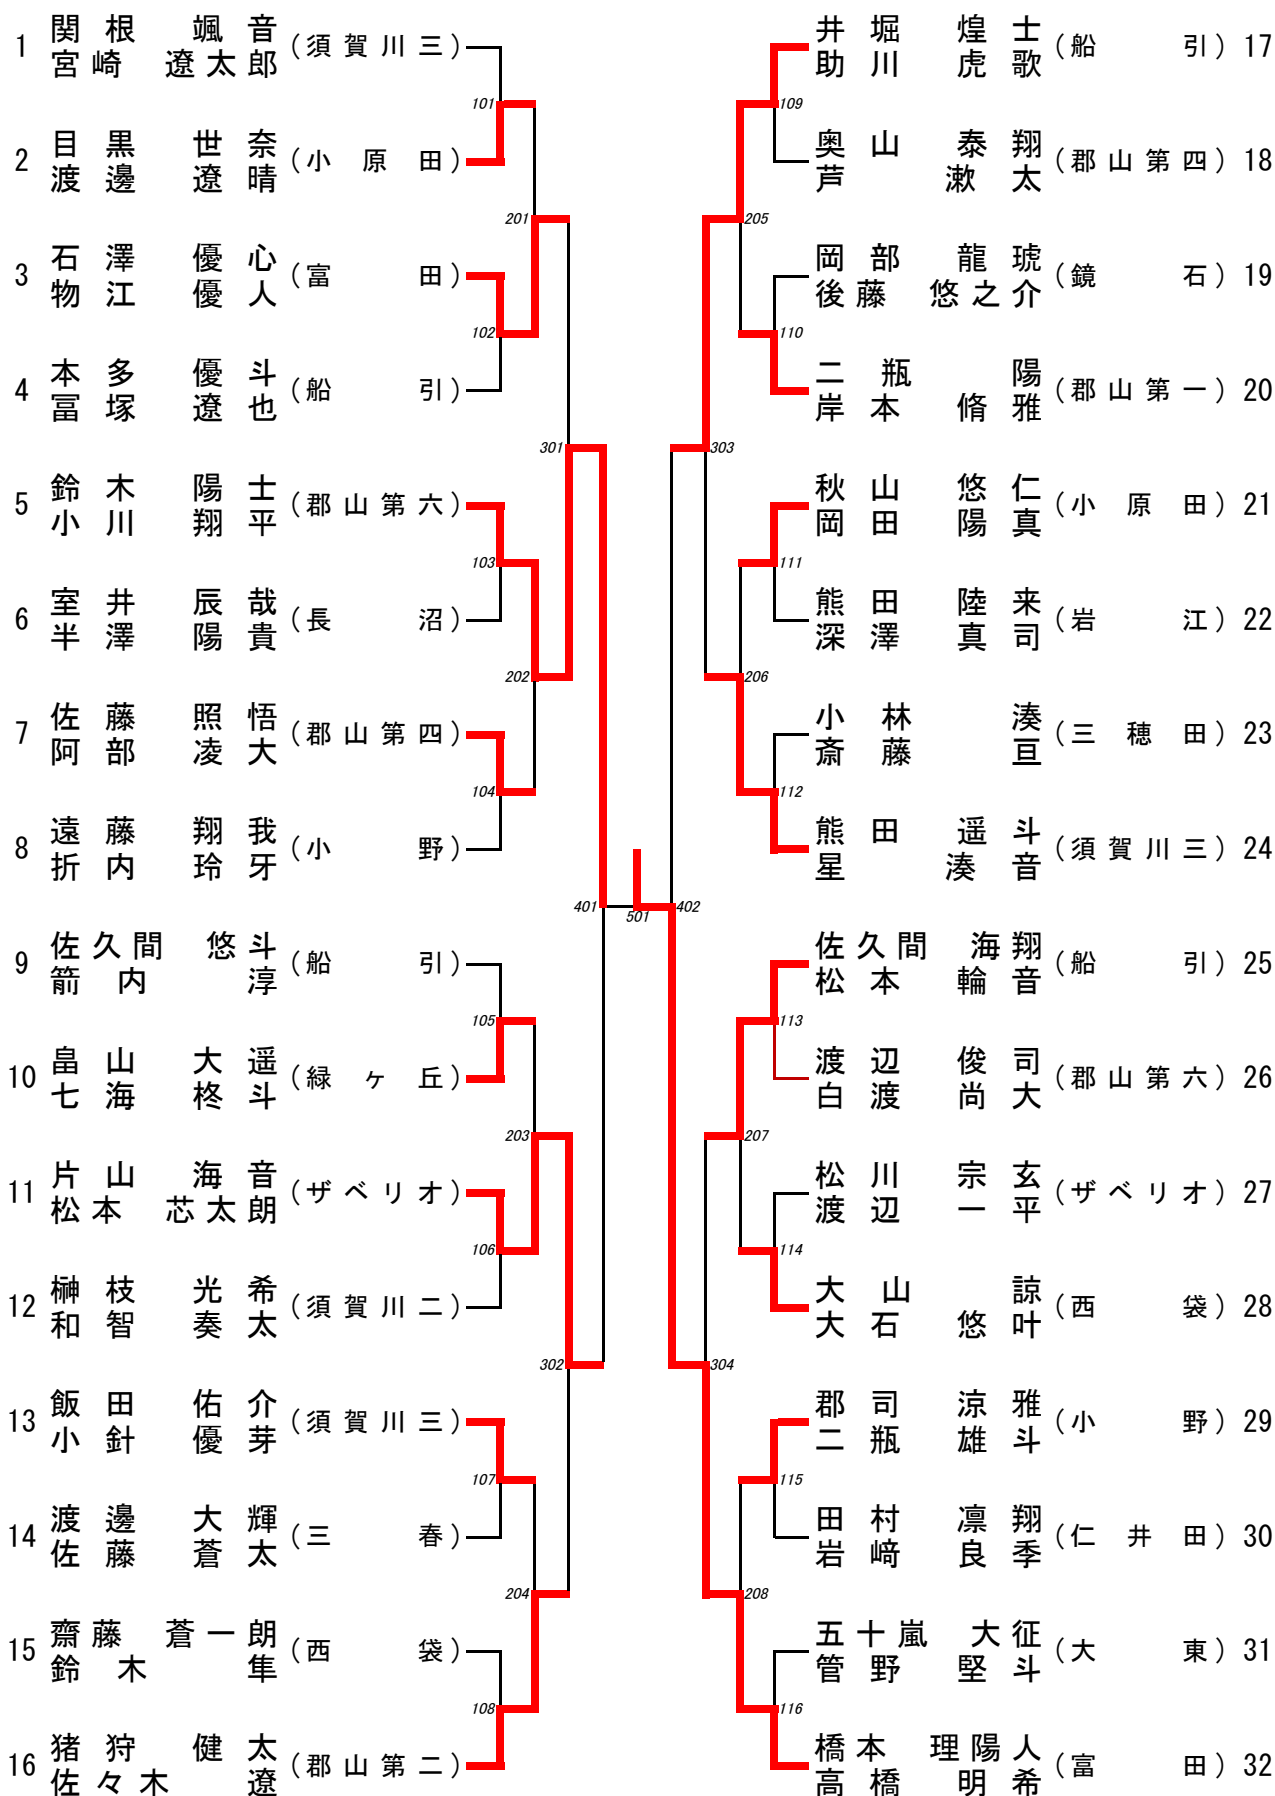 1 関根 颯音 (須賀川三)
宮崎 遼太郎
2 目黒 世奈 (小原田)
渡邊 遼晴
3 石澤 優心 (富田)
物江 優人
4 本多 優斗 (船引)
冨塚 遼也
5 鈴木 陽士 (郡山第六)
小川 翔平
6 室井 辰哉 (長沼)
半澤 陽貴
7 佐藤 照悟 (郡山第四)
阿部 凌大
8 遠藤 翔我 (小野)
折内 玲牙
9 佐久間 悠斗 (船引)
箭内 淳
10 畠山 大遥 (緑ヶ丘)
七海 柊斗
11 片山 海音 (ザベリオ)
松本 芯太朗
12 榊枝 光希 (須賀川二)
和智 奏太
13 飯田 佑介 (須賀川三)
小針 優芽
14 渡邊 大輝 (三春)
佐藤 蒼太
15 齋藤 蒼一朗 (西袋)
鈴木 隼
16 猪狩 健太 (郡山第二)
佐々木 遼
101
102
103
104
105
106
107
108
201
202
203
204
301
302
401
501
402
303
304
205
206
207
208
109
110
111
112
113
114
115
116
井堀 煌士 (船引) 17
助川 虎歌
奥山 泰翔 (郡山第四) 18
芦 漱太
岡部 龍琥 (鏡石) 19
後藤 悠之介
二瓶 陽 (郡山第一) 20
岸本 脩雅
秋山 悠仁 (小原田) 21
岡田 陽真
熊田 陸来 (岩江) 22
深澤 真司
小林 湊 (三穂田) 23
斎藤 亘
熊田 遥斗 (須賀川三) 24
星 湊音
佐久間 海翔 (船引) 25
松本 輪音
渡辺 俊司 (郡山第六) 26
白渡 尚大
松川 宗玄 (ザベリオ) 27
渡辺 一平
大山 諒 (西袋) 28
大石 悠叶
郡司 涼雅 (小野) 29
二瓶 雄斗
田村 凛翔 (仁井田) 30
岩﨑 良季
五十嵐 大征 (大東) 31
管野 堅斗
橋本 理陽人 (富田) 32
高橋 明希